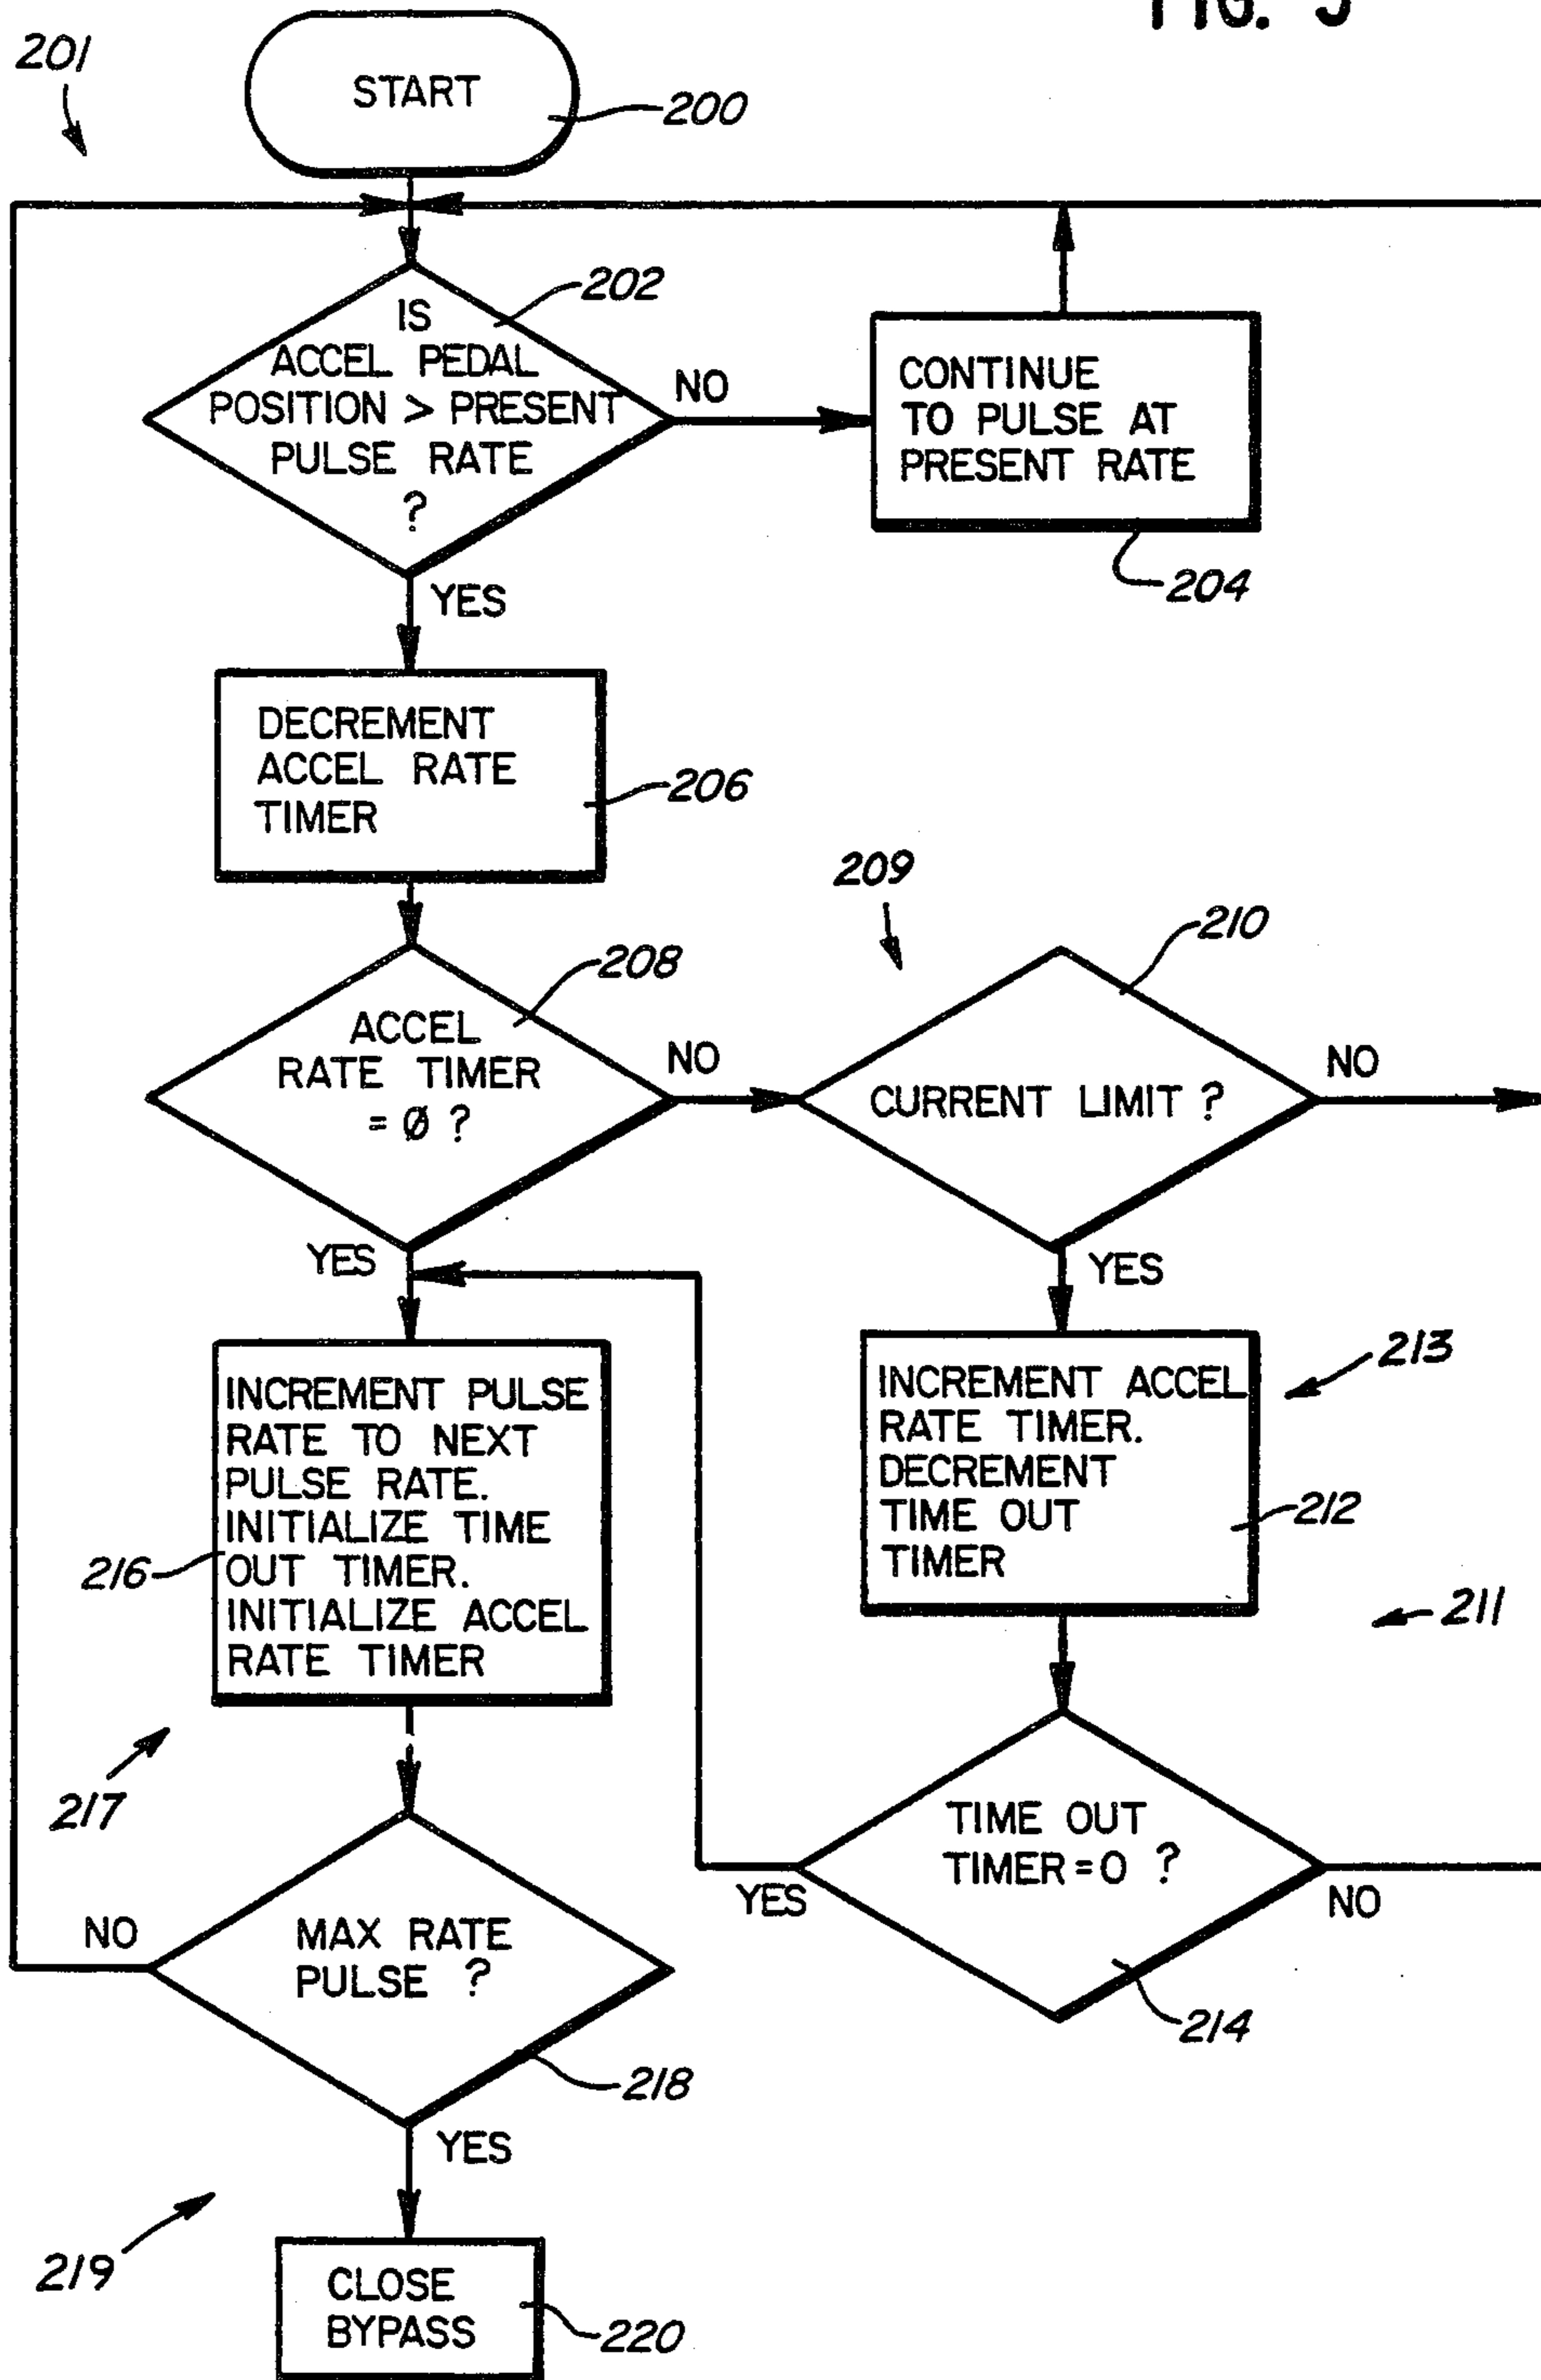 FIG. 5
201
START
200
IS
ACCEL PEDAL
POSITION > PRESENT
PULSE RATE
?
202
NO
CONTINUE
TO PULSE AT
PRESENT RATE
204
YES
DECREMENT
ACCEL RATE
TIMER
206
209
210
208
ACCEL
RATE TIMER
= Ø ?
NO
CURRENT LIMIT ?
NO
YES
YES
INCREMENT PULSE
RATE TO NEXT
PULSE RATE.
INITIALIZE TIME
OUT TIMER.
INITIALIZE ACCEL
RATE TIMER
216
213
INCREMENT ACCEL
RATE TIMER.
DECREMENT
TIME OUT
TIMER
212
211
217
TIME OUT
TIMER = 0 ?
YES
NO
214
NO
MAX RATE
PULSE ?
218
YES
219
CLOSE
BYPASS
220